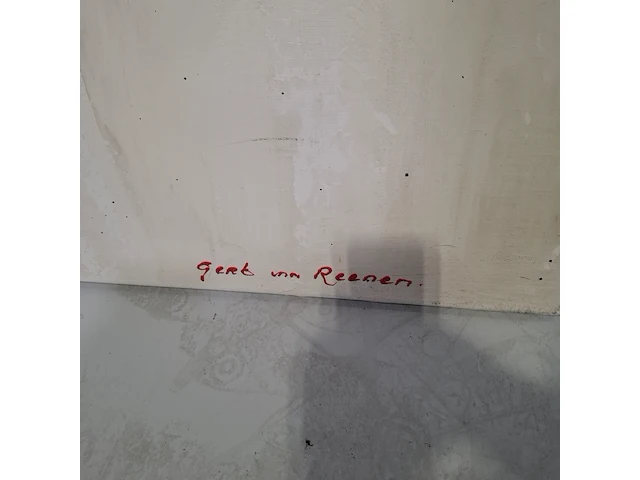 Gert van Reenen.